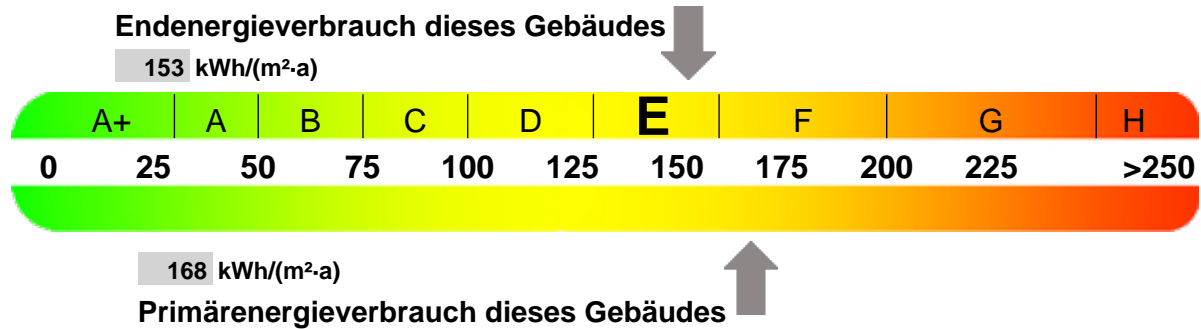 Endenergieverbrauch dieses Gebäudes
153 kWh/(m²·a)
A+ A B C D E F G H
0 25 50 75 100 125 150 175 200 225 >250
168 kWh/(m²·a)
Primärenergieverbrauch dieses Gebäudes